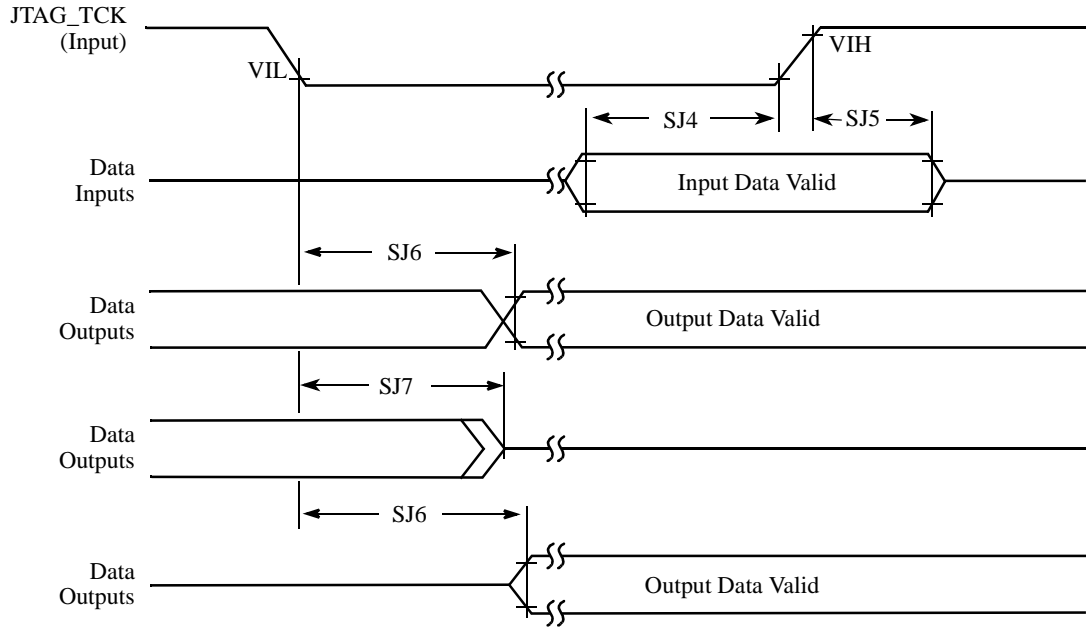 JTAG_TCK
(Input)
VIL
VIH
SJ4
SJ5
Data
Inputs
Input Data Valid
SJ6
Data
Outputs
Output Data Valid
SJ7
Data
Outputs
SJ6
Data
Outputs
Output Data Valid